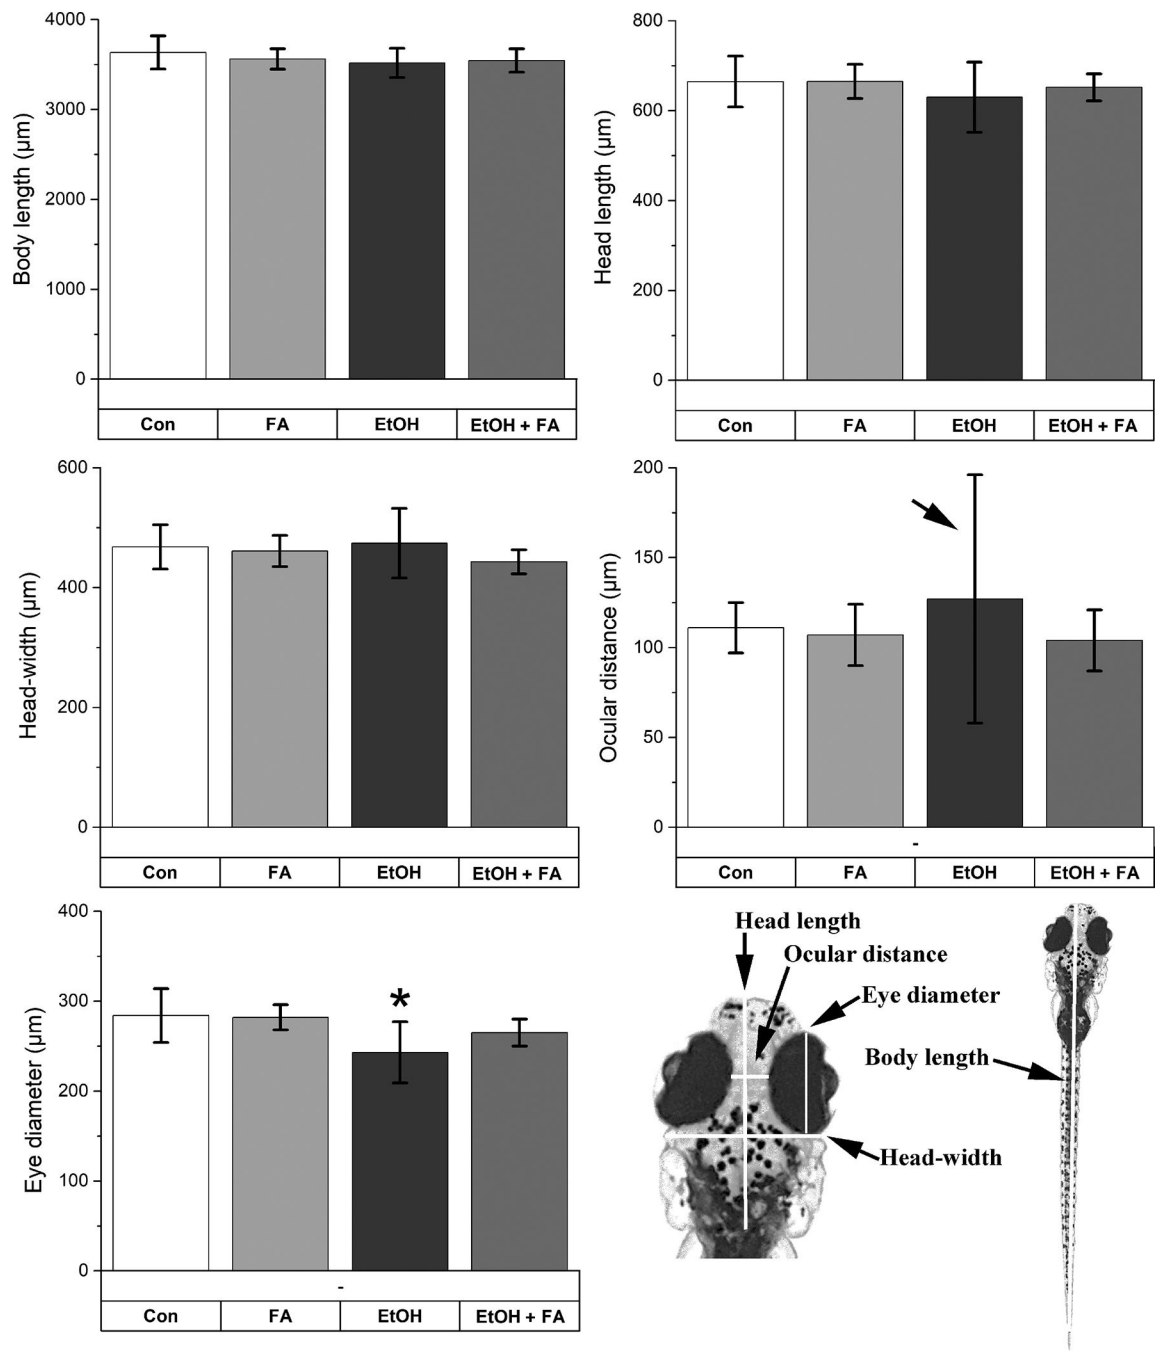 4000
3000
2000
1000
0
Body length (µm)
Con FA EtOH EtOH + FA
800
600
400
200
0
Head length (µm)
Con FA EtOH EtOH + FA
600
400
200
0
Head-width (µm)
Con FA EtOH EtOH + FA
200
150
100
50
0
Ocular distance (µm)
-
Con FA EtOH EtOH + FA
400
300
200
100
0
Eye diameter (µm)
*
-
Con FA EtOH EtOH + FA
Head length
Ocular distance
Eye diameter
Body length
Head-width